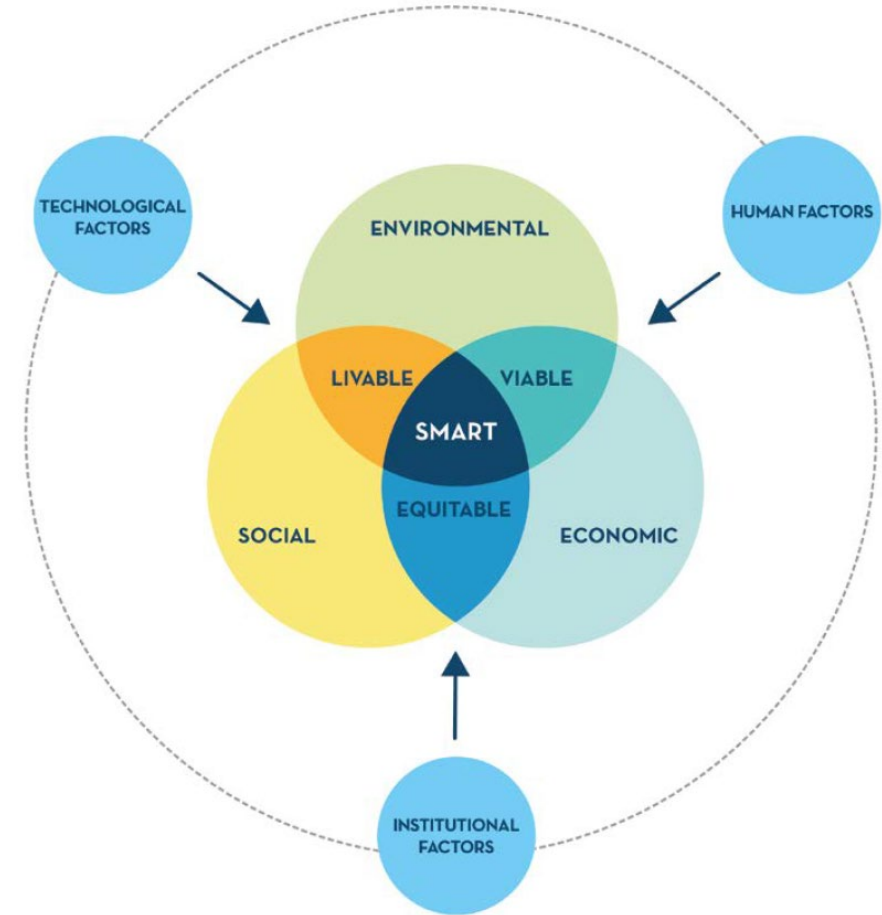 TECHNOLOGICAL
FACTORS
HUMAN FACTORS
ENVIRONMENTAL
LIVABLE
VIABLE
SMART
EQUITABLE
SOCIAL
ECONOMIC
INSTITUTIONAL
FACTORS